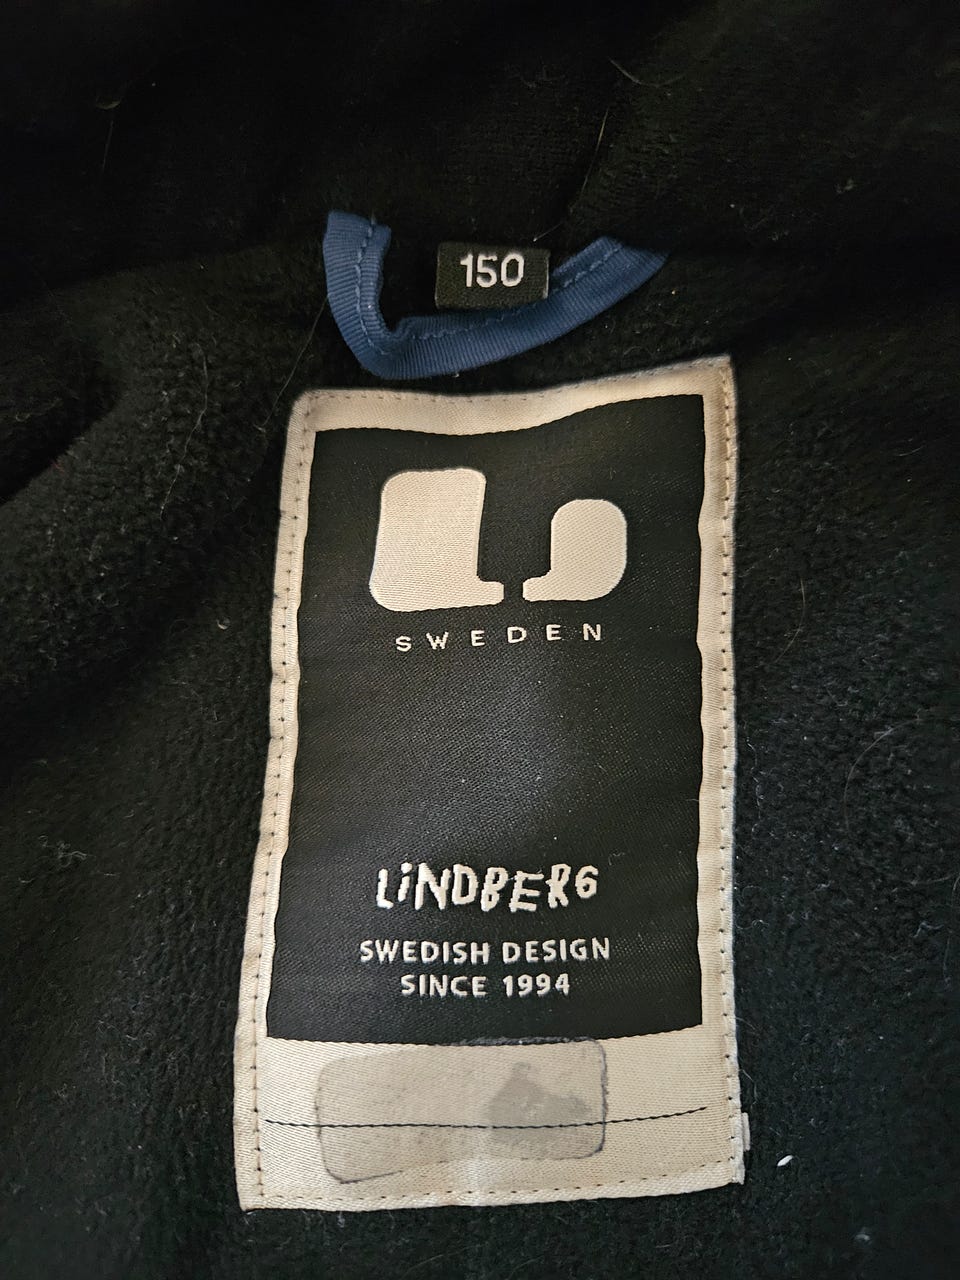 150
SWEDEN
LiNDBERG
SWEDISH DESIGN
SINCE 1994